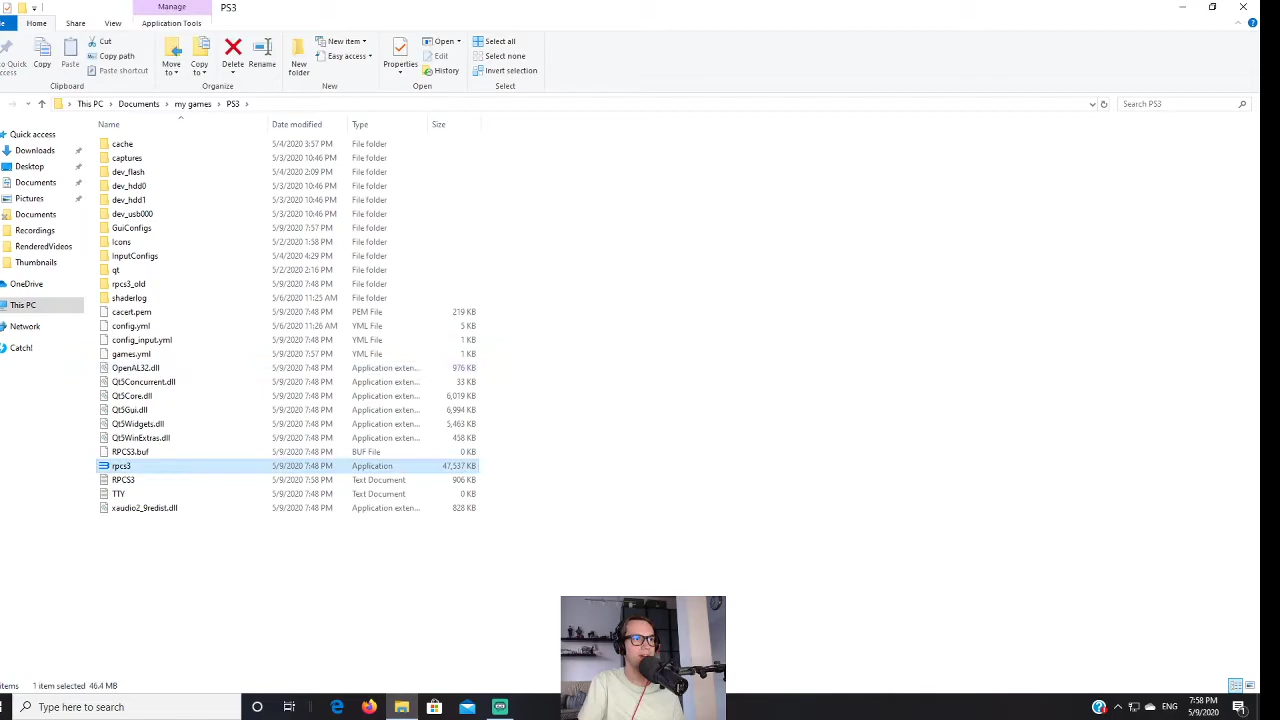 Manage PS3
Home Share View Application Tools
Copy Paste Cut Copy path Paste shortcut Move to Copy to Delete Rename New folder New item Easy access Properties Open Edit History Select all Select none Invert selection
Clipboard Organize New Open Select
This PC > Documents > my games > PS3 > Search PS3
Name Date modified Type Size
Quick access
Downloads
Desktop
Documents
Pictures
Documents
Recordings
RenderedVideos
Thumbnails
OneDrive
This PC
Network
Catch!
cache 5/4/2020 3:57 PM File folder
captures 5/3/2020 10:46 PM File folder
dev_flash 5/4/2020 2:09 PM File folder
dev_hdd0 5/3/2020 10:46 PM File folder
dev_hdd1 5/3/2020 10:46 PM File folder
dev_usb000 5/3/2020 10:46 PM File folder
GuiConfigs 5/9/2020 7:57 PM File folder
Icons 5/2/2020 1:58 PM File folder
InputConfigs 5/4/2020 4:29 PM File folder
qt 5/2/2020 2:16 PM File folder
rpcs3_old 5/9/2020 7:48 PM File folder
shaderlog 5/6/2020 11:25 AM File folder
cacert.pem 5/9/2020 7:48 PM PEM File 219 KB
config.yml 5/6/2020 11:26 AM YML File 5 KB
config_input.yml 5/9/2020 7:48 PM YML File 1 KB
games.yml 5/9/2020 7:57 PM YML File 1 KB
OpenAL32.dll 5/9/2020 7:48 PM Application exten... 976 KB
Qt5Concurrent.dll 5/9/2020 7:48 PM Application exten... 33 KB
Qt5Core.dll 5/9/2020 7:48 PM Application exten... 6,019 KB
Qt5Gui.dll 5/9/2020 7:48 PM Application exten... 6,994 KB
Qt5Widgets.dll 5/9/2020 7:48 PM Application exten... 5,463 KB
Qt5WinExtras.dll 5/9/2020 7:48 PM Application exten... 458 KB
RPCS3.buf 5/9/2020 7:48 PM BUF File 0 KB
rpcs3 5/9/2020 7:48 PM Application 47,537 KB
RPCS3 5/9/2020 7:58 PM Text Document 906 KB
TTY 5/9/2020 7:48 PM Text Document 0 KB
xaudio2_9redist.dll 5/9/2020 7:48 PM Application exten... 828 KB
items 1 item selected 46.4 MB
Type here to search ENG 7:58 PM
5/9/2020